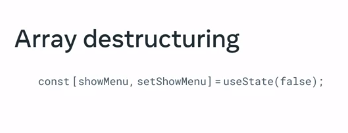 Array destructuring
const [showMenu, setShowMenu] = useState(false);